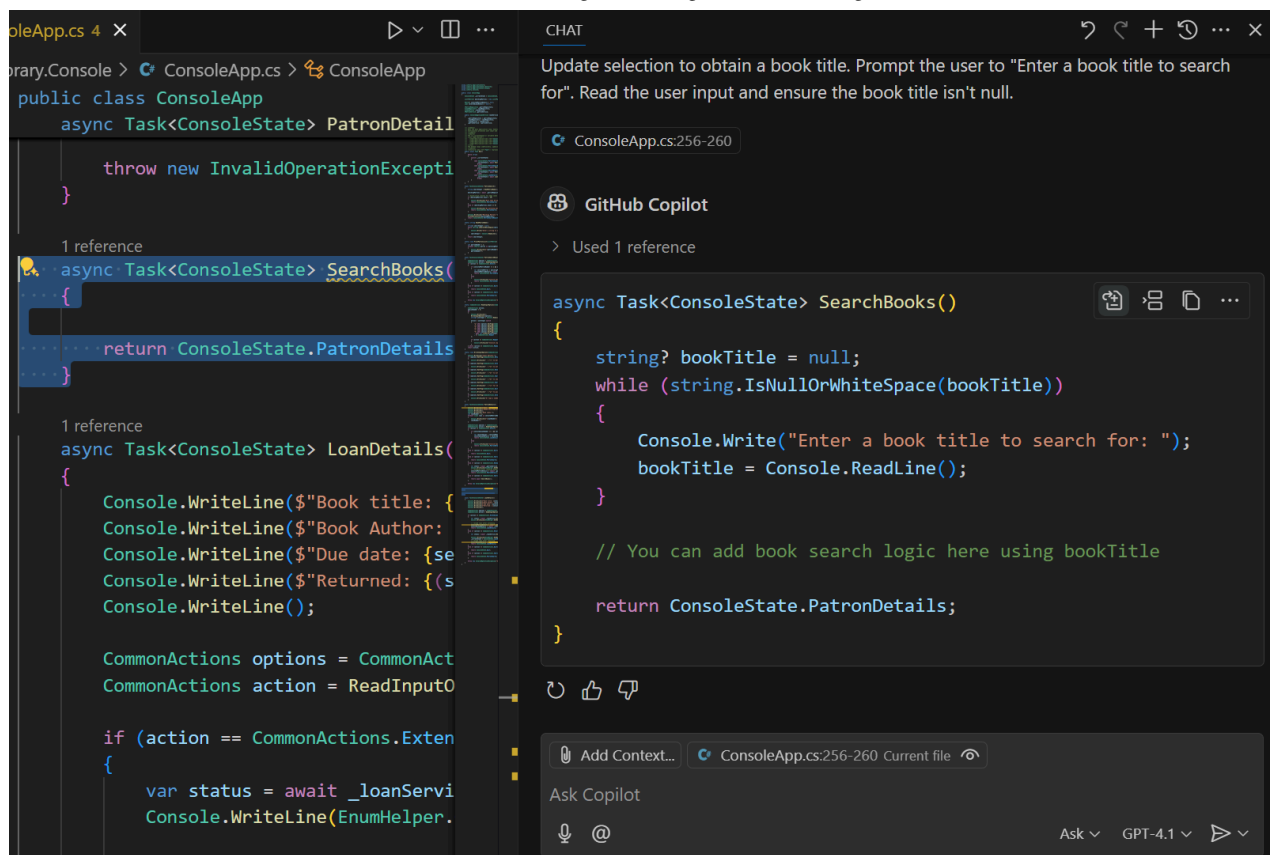 oleApp.cs 4
brary.Console > C# ConsoleApp.cs > ConsoleApp
public class ConsoleApp
async Task<ConsoleState> PatronDetail
throw new InvalidOperationExcepti
}
1 reference
async Task<ConsoleState> SearchBooks(
{
return ConsoleState.PatronDetails
}
1 reference
async Task<ConsoleState> LoanDetails(
{
Console.WriteLine($"Book title: {
Console.WriteLine($"Book Author:
Console.WriteLine($"Due date: {se
Console.WriteLine($"Returned: {(s
Console.WriteLine();
CommonActions options = CommonAct
CommonActions action = ReadInputO
if (action == CommonActions.Exten
{
var status = await _loanServi
Console.WriteLine(EnumHelper.
CHAT
Update selection to obtain a book title. Prompt the user to "Enter a book title to search
for". Read the user input and ensure the book title isn't null.
C# ConsoleApp.cs:256-260
GitHub Copilot
> Used 1 reference
async Task<ConsoleState> SearchBooks()
{
string? bookTitle = null;
while (string.IsNullOrWhiteSpace(bookTitle))
{
Console.Write("Enter a book title to search for: ");
bookTitle = Console.ReadLine();
}
// You can add book search logic here using bookTitle
return ConsoleState.PatronDetails;
}
Add Context... C# ConsoleApp.cs:256-260 Current file
Ask Copilot
@ Ask GPT-4.1